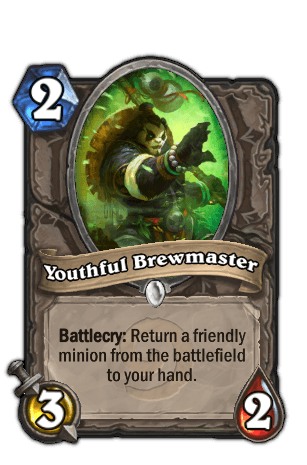 2
Youthful Brewmaster
Battlecry: Return a friendly
minion from the battlefield
to your hand.
3
2